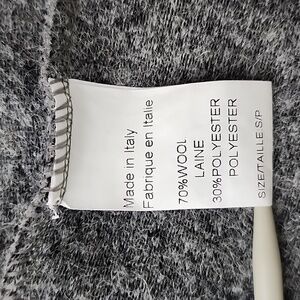 Made in Italy
Fabrique en Italie
70%WOOL
LAINE
30%POLYESTER
POLYESTER
SIZE/TAILLE S/P